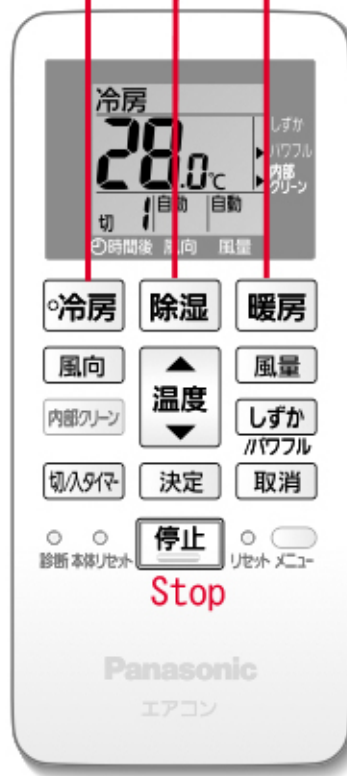 冷房
しずか
28.0℃
パワフル
内部
クリーン
切 1 自動 自動
時間後 風向 風量
冷房 除湿 暖房
風向 ▲ 風量
温度
内部クリーン ▼ しずか
/パワフル
切/入タイマー 決定 取消
診断 本体リセット 停止 リセット メニュー
Stop
Panasonic
エアコン